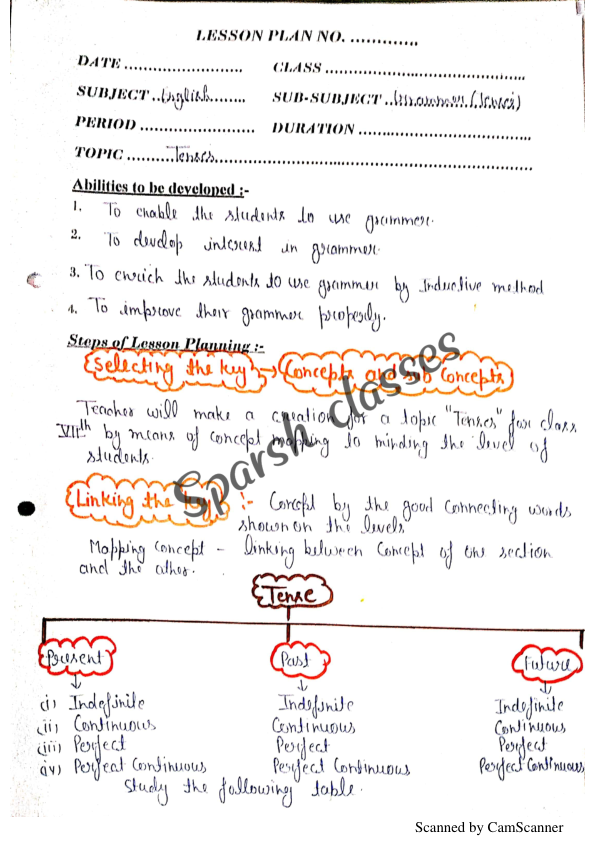 LESSON PLAN NO. .............
DATE ........................ CLASS ........................................
SUBJECT ..English........ SUB-SUBJECT ..Grammer.(Tenses)
PERIOD ....................... DURATION ..................................
TOPIC ..........Tenses................................................................
Abilities to be developed :-
1. To enable the students to use grammer.
2. To develop interest in grammer.
3. To enrich the students to use grammer by Inductive method
4. To improve their grammer properly.
Steps of Lesson Planning :-
Selecting the key → Concepts and sub concepts
Teacher will make a creation for a topic "Tenses" for class
VIIth by means of concept mapping to minding the level of
students.
Linking the key :- Concept by the good connecting words
shown on the levels
Mapping concept - linking between concept of one section
and the other.
Tense
Present Past Future
(i) Indefinite Indefinite Indefinite
(ii) Continuous Continuous Continuous
(iii) Perfect Perfect Perfect
(iv) Perfect Continuous Perfect Continuous Perfect Continuous
Study the following table.
Sparsh classes
Scanned by CamScanner